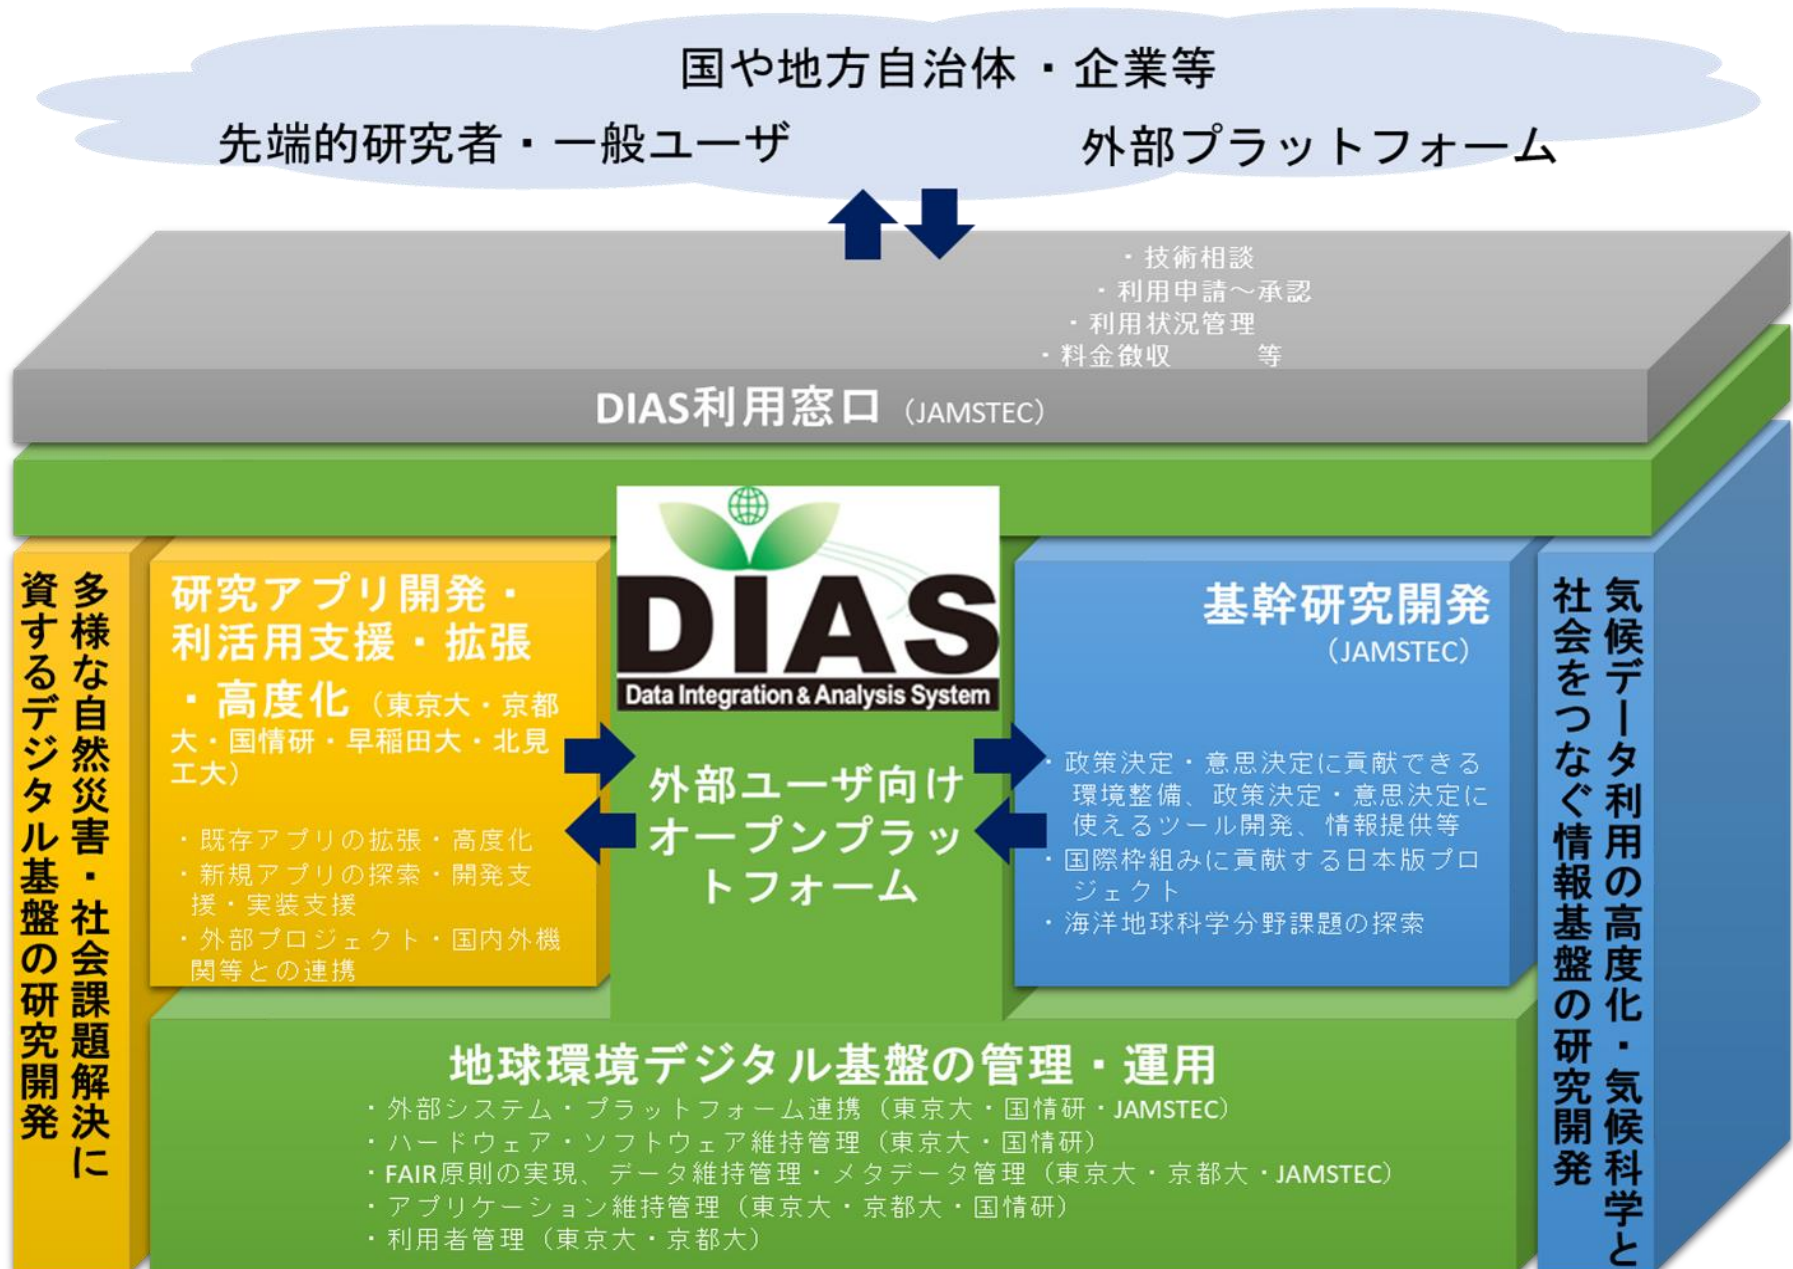 国や地方自治体・企業等
先端的研究者・一般ユーザ
外部プラットフォーム
・技術相談
・利用申請～承認
・利用状況管理
・料金徴収　　等
DIAS利用窓口（JAMSTEC）
多様な自然災害・社会課題解決に
資するデジタル基盤の研究開発
研究アプリ開発・
利活用支援・拡張
・高度化（東京大・京都
大・国情研・早稲田大・北見
工大）
・既存アプリの拡張・高度化
・新規アプリの探索・開発支
援・実装支援
・外部プロジェクト・国内外機
関等との連携
DIAS
Data Integration & Analysis System
外部ユーザ向け
オープンプラッ
トフォーム
基幹研究開発
（JAMSTEC）
・政策決定・意思決定に貢献できる
環境整備、政策決定・意思決定に
使えるツール開発、情報提供等
・国際枠組みに貢献する日本版プロ
ジェクト
・海洋地球科学分野課題の探索
気候データ利用の高度化・気候科学と
社会をつなぐ情報基盤の研究開発
地球環境デジタル基盤の管理・運用
・外部システム・プラットフォーム連携（東京大・国情研・JAMSTEC）
・ハードウェア・ソフトウェア維持管理（東京大・国情研）
・FAIR原則の実現、データ維持管理・メタデータ管理（東京大・京都大・JAMSTEC）
・アプリケーション維持管理（東京大・京都大・国情研）
・利用者管理（東京大・京都大）